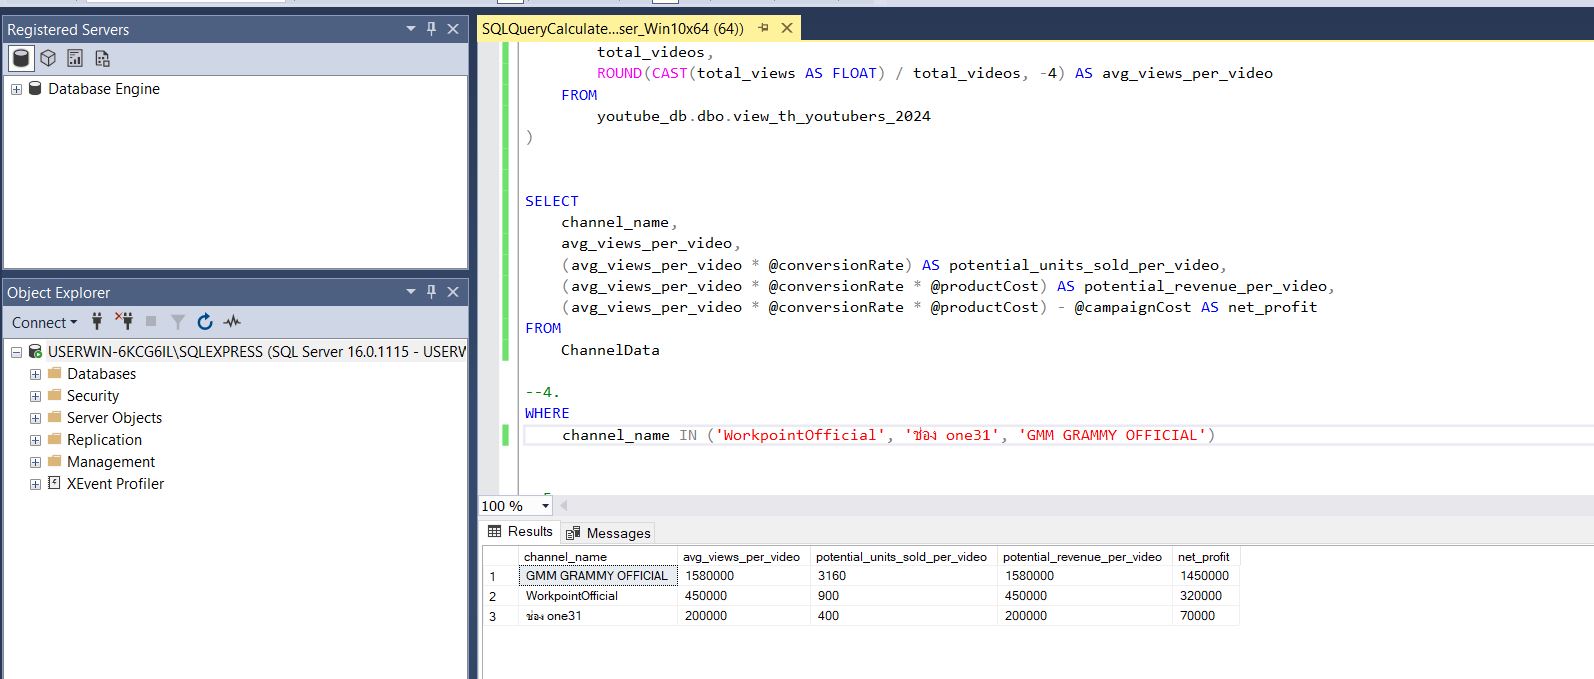 Registered Servers
Database Engine
Object Explorer
Connect
USERWIN-6KCG6IL\SQLEXPRESS (SQL Server 16.0.1115 - USERW
Databases
Security
Server Objects
Replication
Management
XEvent Profiler
SQLQueryCalculate...ser_Win10x64 (64))
total_videos,
ROUND(CAST(total_views AS FLOAT) / total_videos, -4) AS avg_views_per_video
FROM
youtube_db.dbo.view_th_youtubers_2024
)
SELECT
channel_name,
avg_views_per_video,
(avg_views_per_video * @conversionRate) AS potential_units_sold_per_video,
(avg_views_per_video * @conversionRate * @productCost) AS potential_revenue_per_video,
(avg_views_per_video * @conversionRate * @productCost) - @campaignCost AS net_profit
FROM
ChannelData
--4.
WHERE
channel_name IN ('WorkpointOfficial', 'ช่อง one31', 'GMM GRAMMY OFFICIAL')
100 %
Results Messages
channel_name avg_views_per_video potential_units_sold_per_video potential_revenue_per_video net_profit
1 GMM GRAMMY OFFICIAL 1580000 3160 1580000 1450000
2 WorkpointOfficial 450000 900 450000 320000
3 ช่อง one31 200000 400 200000 70000